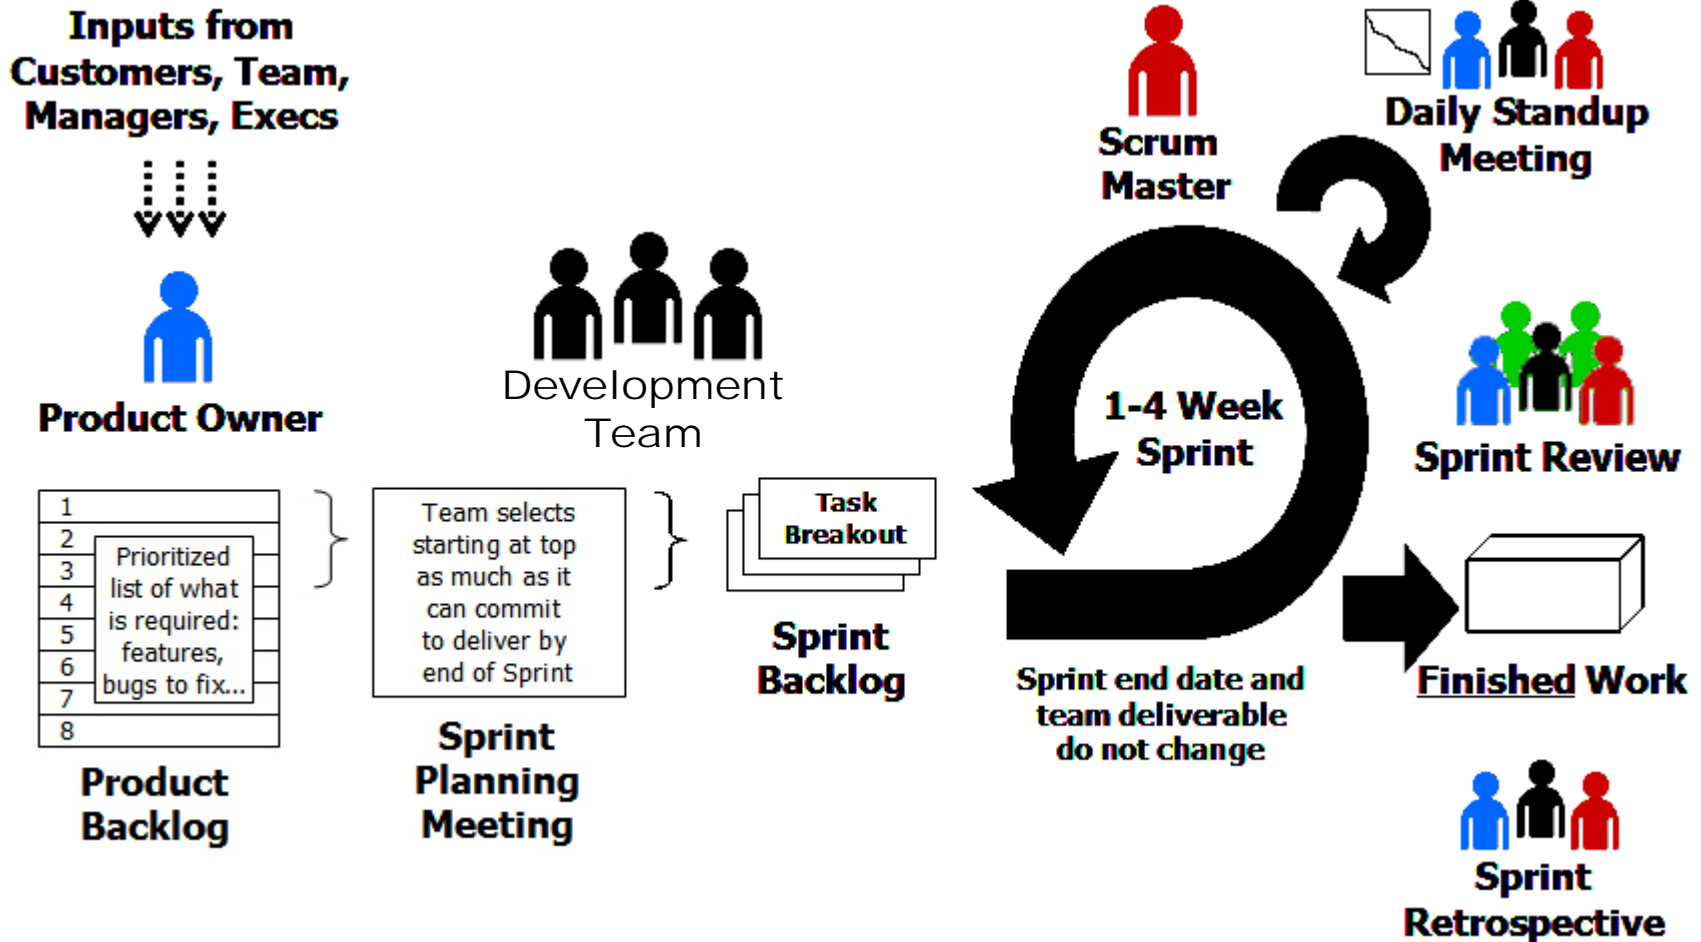 Inputs from
Customers, Team,
Managers, Execs
Product Owner
1
2
3
4
5
6
7
8
Prioritized
list of what
is required:
features,
bugs to fix...
Product
Backlog
Development
Team
Team selects
starting at top
as much as it
can commit
to deliver by
end of Sprint
Sprint
Planning
Meeting
Task
Breakout
Sprint
Backlog
Scrum
Master
Daily Standup
Meeting
1-4 Week
Sprint
Sprint end date and
team deliverable
do not change
Sprint Review
Finished Work
Sprint
Retrospective